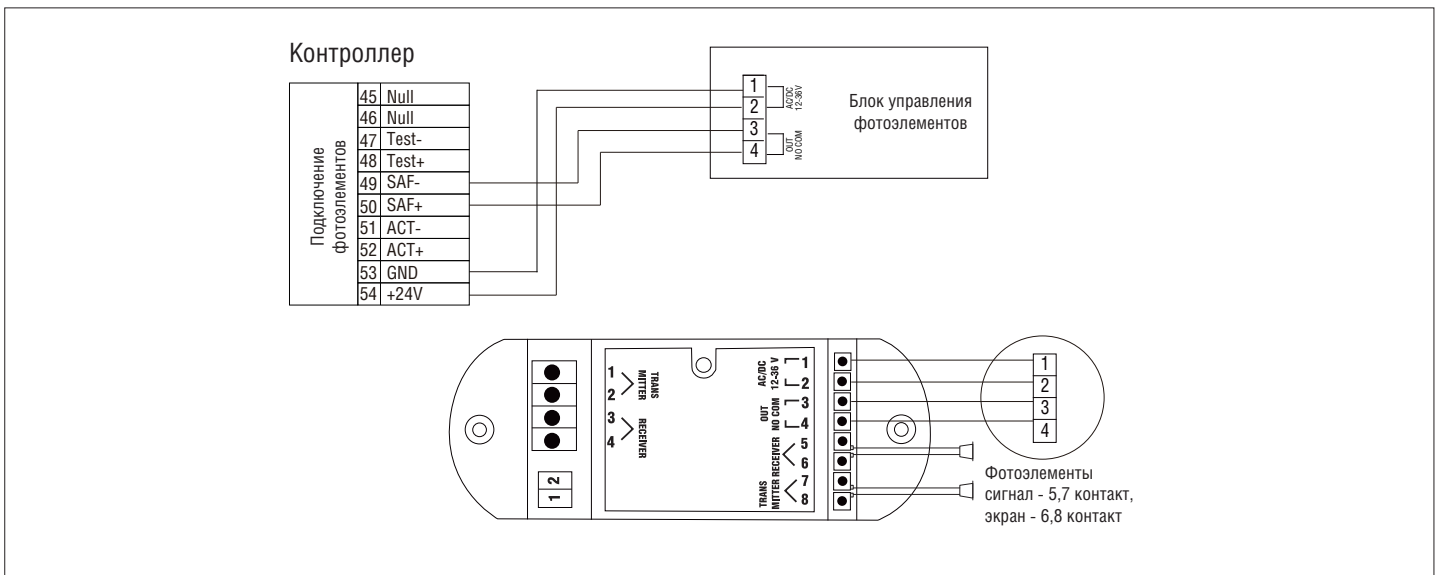 Контроллер
Подключение
фотоэлементов
45 Null
46 Null
47 Test-
48 Test+
49 SAF-
50 SAF+
51 ACT-
52 ACT+
53 GND
54 +24V
1
2
3
4
AC/DC
12-36V
OUT
NO COM
Блок управления
фотоэлементов
1
2
TRANS
MITTER
3
4
RECEIVER
1 2
AC/DC
12-36 V
1
2
OUT
NO COM
3
4
RECEIVER
5
6
TRANS
MITTER
7
8
1
2
3
4
Фотоэлементы
сигнал - 5,7 контакт,
экран - 6,8 контакт